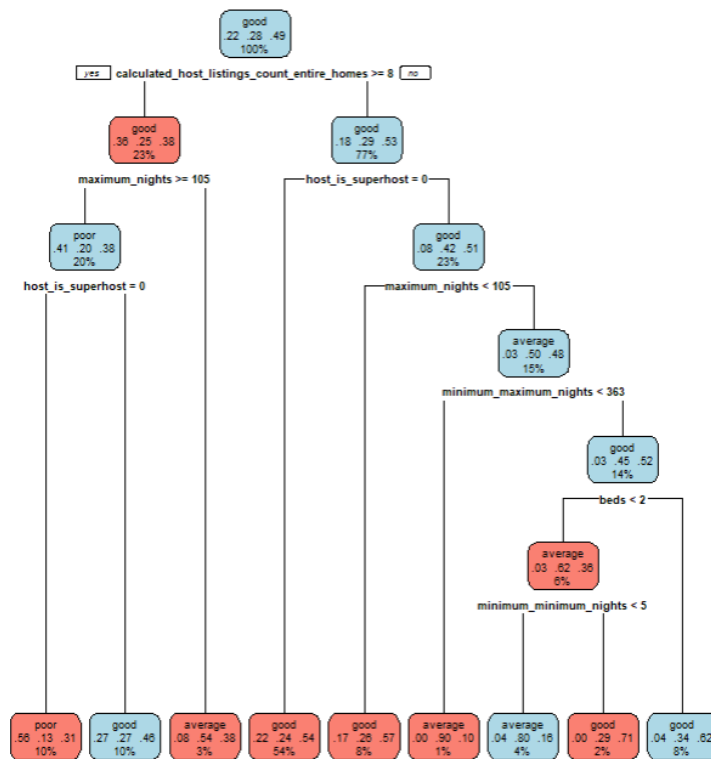 good
.22 .28 .49
100%
yes calculated_host_listings_count_entire_homes >= 8 no
good
.36 .25 .38
23%
good
.18 .29 .53
77%
maximum_nights >= 105
host_is_superhost = 0
poor
.41 .20 .38
20%
good
.08 .42 .51
23%
host_is_superhost = 0
maximum_nights < 105
average
.03 .50 .48
15%
minimum_maximum_nights < 363
good
.03 .45 .52
14%
beds < 2
average
.03 .62 .36
6%
minimum_minimum_nights < 5
poor
.56 .13 .31
10%
good
.27 .27 .46
10%
average
.08 .54 .38
3%
good
.22 .24 .54
54%
good
.17 .26 .57
8%
average
.00 .90 .10
1%
average
.04 .80 .16
4%
good
.00 .29 .71
2%
good
.04 .34 .62
8%